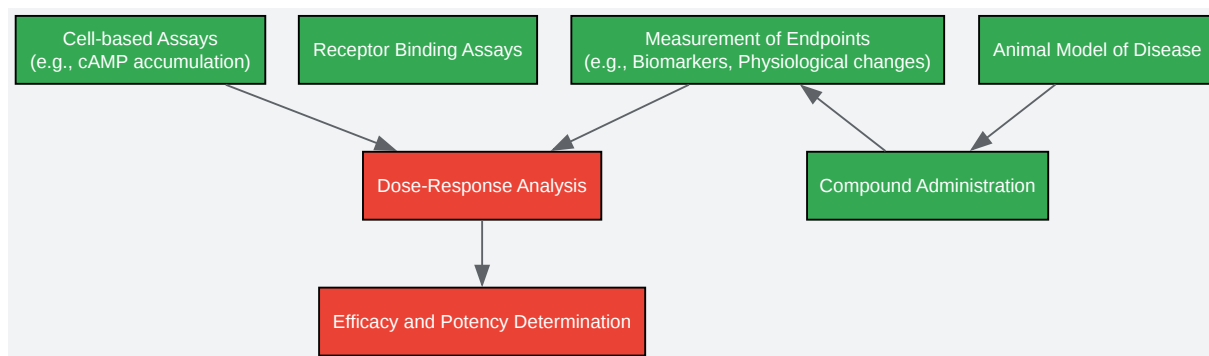 Cell-based Assays
(e.g., cAMP accumulation)
Receptor Binding Assays
Measurement of Endpoints
(e.g., Biomarkers, Physiological changes)
Animal Model of Disease
Dose-Response Analysis
Compound Administration
Efficacy and Potency Determination